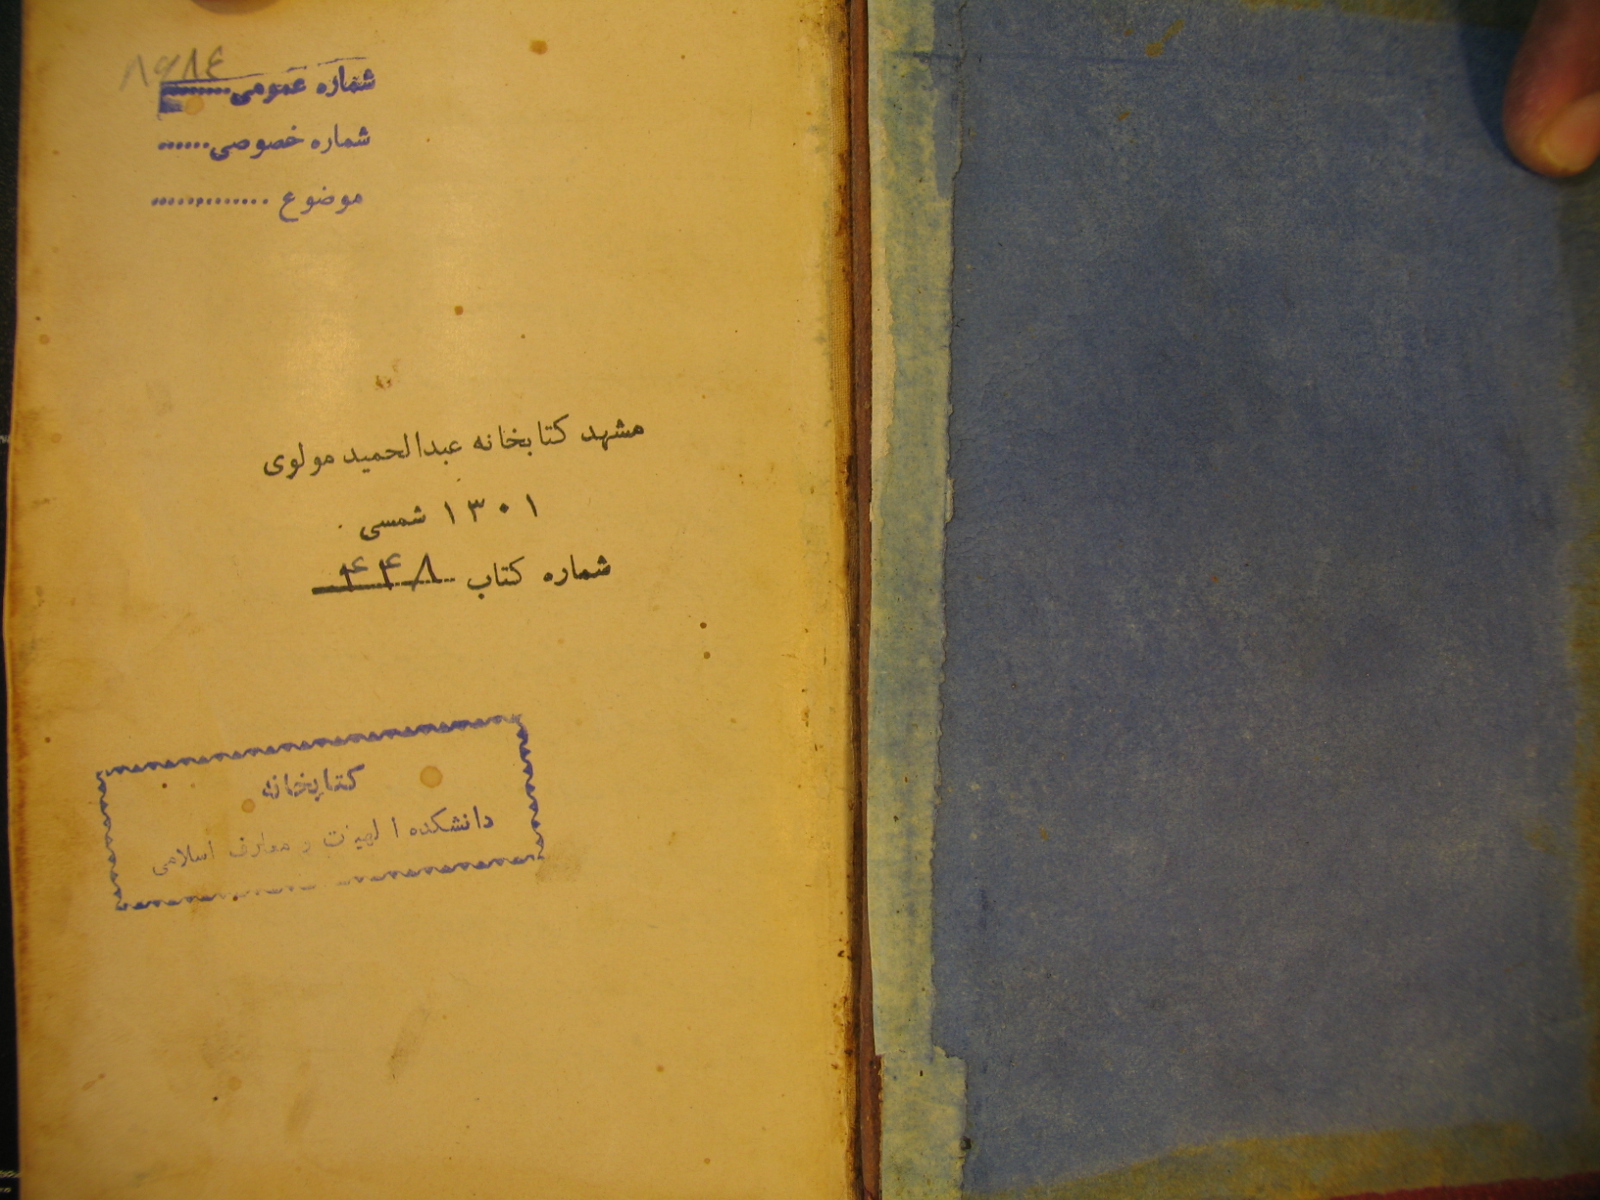 شماره عمومی........
شماره خصوصی......
موضوع .............
مشهد کتابخانه عبدالحمید مولوی
۱۳۰۱ شمسی
شماره کتاب ۴۴۸
کتابخانه
دانشکده الهیات و معارف اسلامی